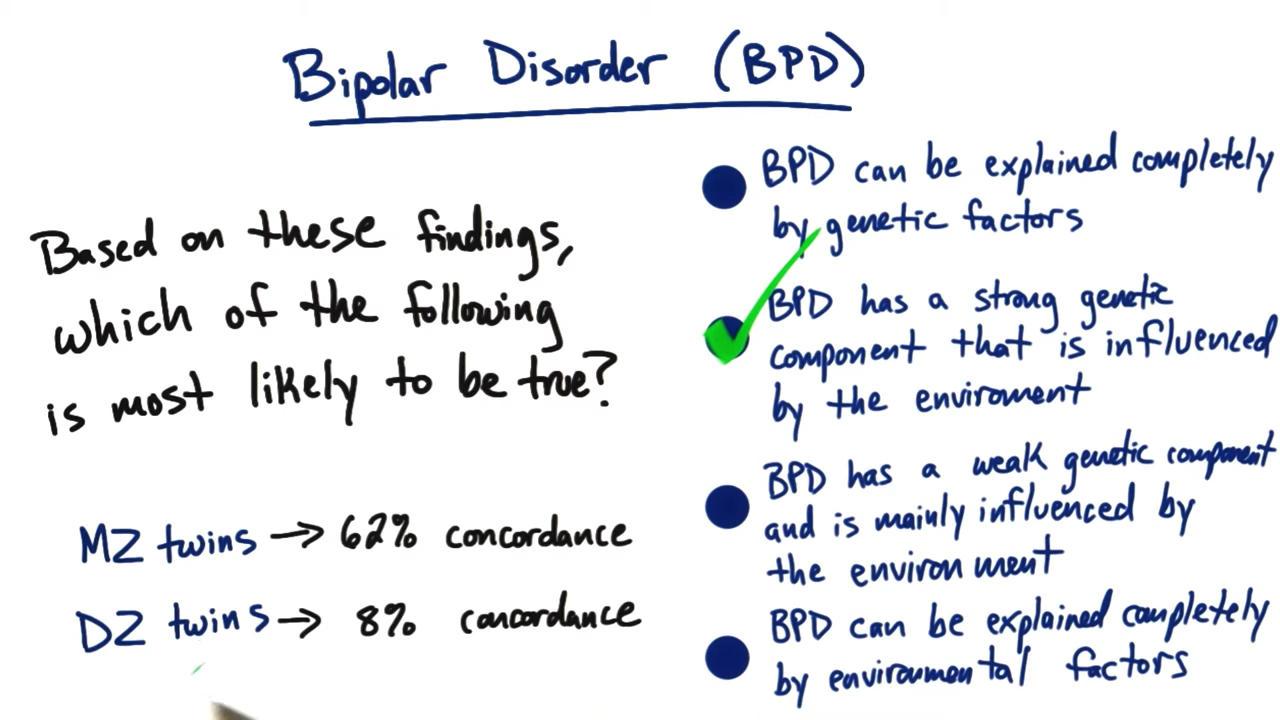 Bipolar Disorder (BPD)
Based on these findings,
which of the following
is most likely to be true?
MZ twins → 62% concordance
DZ twins → 8% concordance
BPD can be explained completely
by genetic factors
BPD has a strong genetic
component that is influenced
by the enviroment
BPD has a weak genetic component
and is mainly influenced by
the environment
BPD can be explained completely
by environmental factors